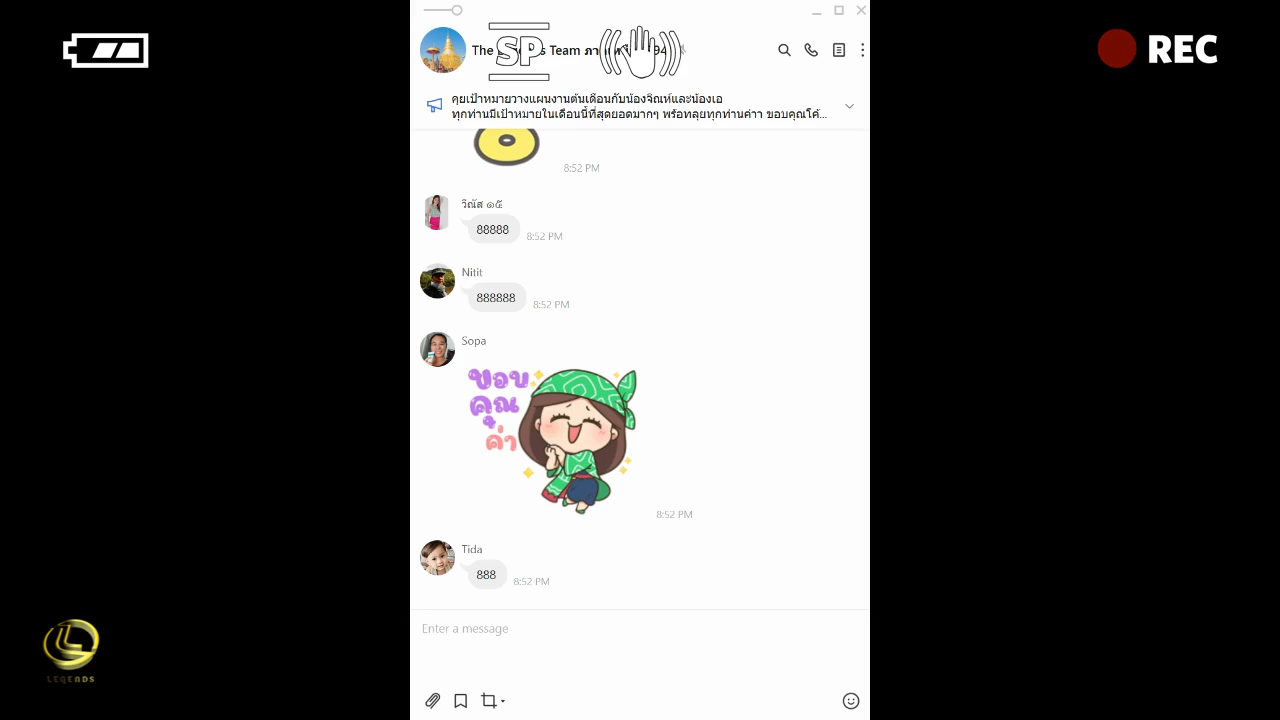 REC
SP
The Team
คุยเป้าหมายวางแผนงานต้นเดือนกับน้องจิณห์และน้องเอ
ทุกท่านมีเป้าหมายในเดือนนี้ที่สุดยอดมากๆ พร้อทลุยทุกท่านค่าา ขอบคุณโค้...
8:52 PM
วีณัส ๑๕
88888
8:52 PM
Nitit
888888
8:52 PM
Sopa
ขอบ
คุณ
ค่า
8:52 PM
Tida
888
8:52 PM
Enter a message
LEGENDS